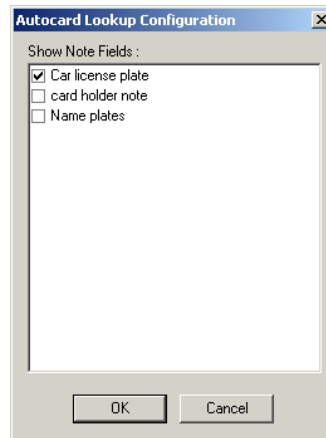 Autocard Lookup Configuration
Show Note Fields :
Car license plate
card holder note
Name plates
OK Cancel